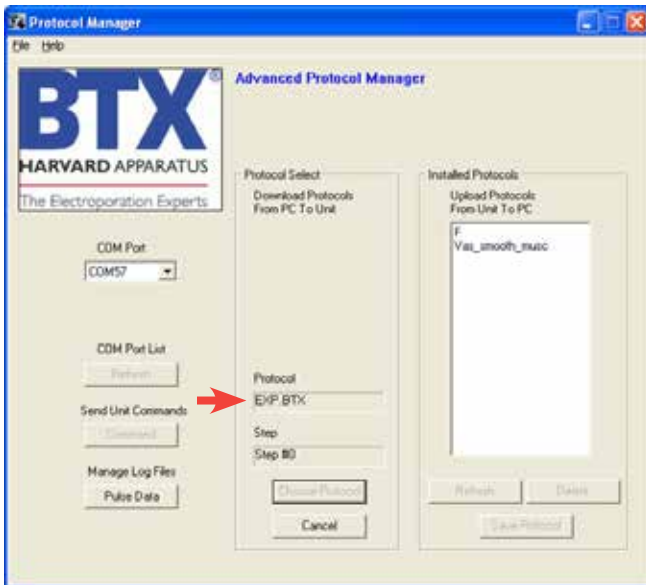 Protocol Manager
File Help
BTX®
HARVARD APPARATUS
The Electroporation Experts
Advanced Protocol Manager
COM Port
COM57
COM Port List
Refresh
Send Unit Commands
Command
Manage Log Files
Pulse Data
Protocol Select
Download Protocols
From PC To Unit
Protocol
EXP.BTX
Step
Step #0
Choose Protocol
Cancel
Installed Protocols
Upload Protocols
From Unit To PC
F
Vas_smooth_musc
Refresh
Delete
Save Protocol